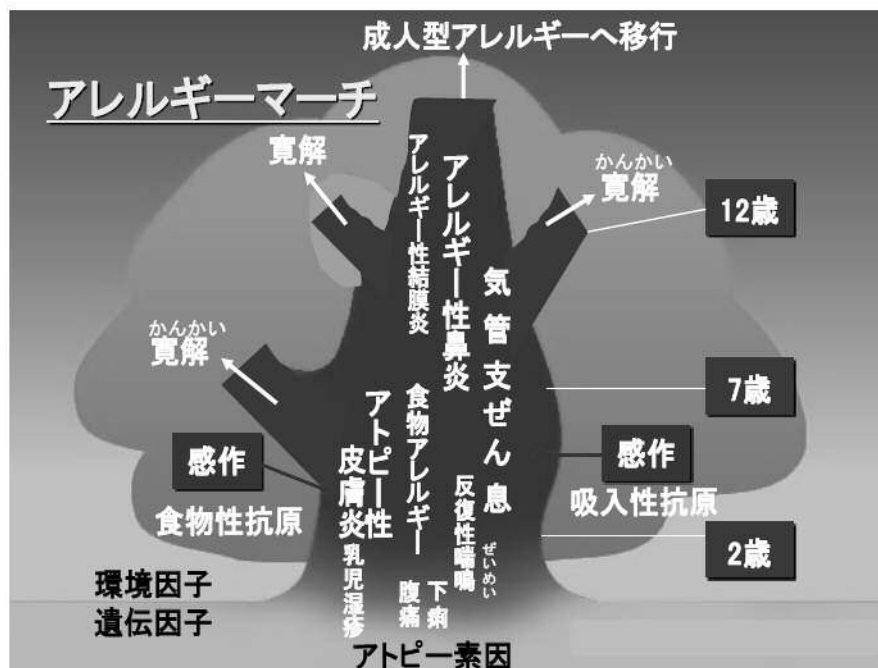 成人型アレルギーへ移行
アレルギーマーチ
寛解
かんかい
寛解
12歳
アレルギー性結膜炎
アレルギー性鼻炎
気管支ぜん息
かんかい
寛解
7歳
感作
食物性抗原
アトピー性
皮膚炎
食物アレルギー
反復性喘鳴
ぜいめい
感作
吸入性抗原
2歳
乳児湿疹
腹痛
下痢
環境因子
遺伝因子
アトピー素因